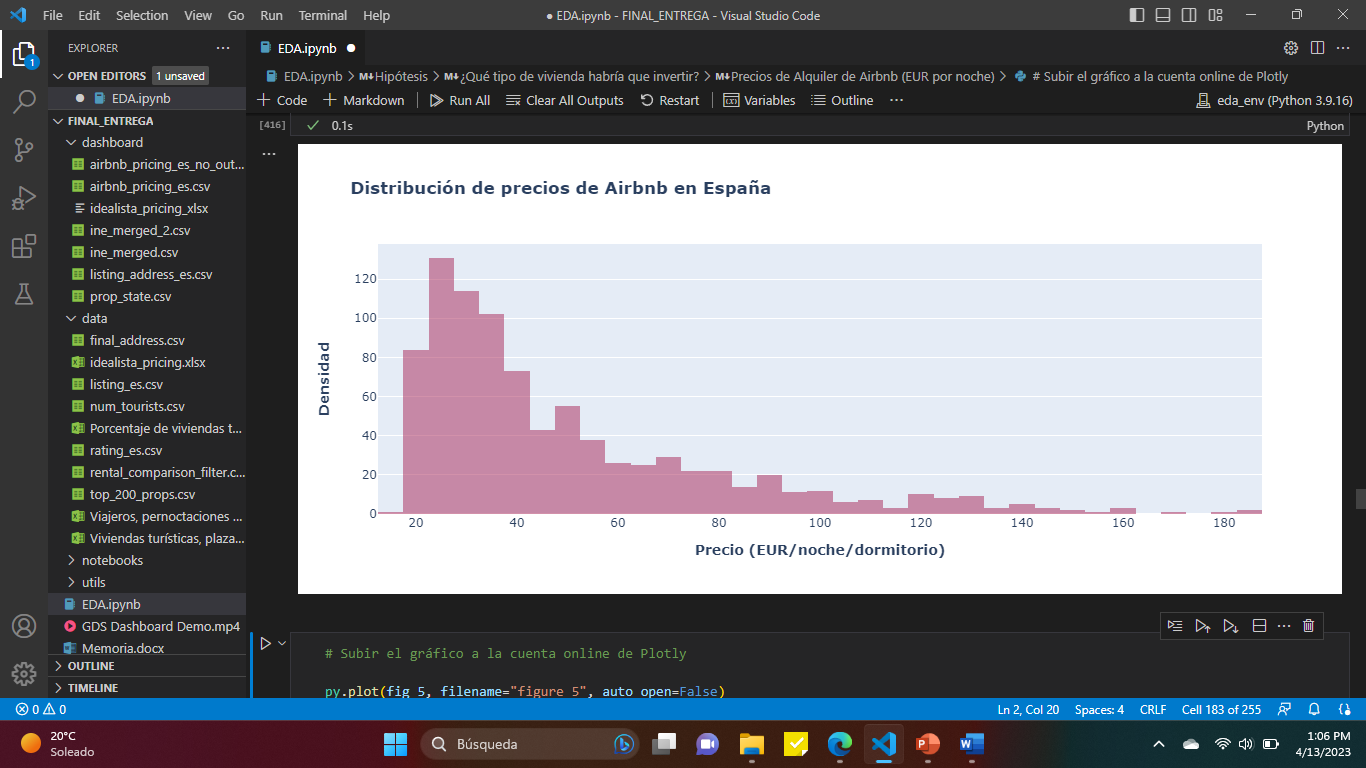 File Edit Selection View Go Run Terminal Help
● EDA.ipynb - FINAL_ENTREGA - Visual Studio Code
EXPLORER ...
EDA.ipynb ●
1
OPEN EDITORS 1 unsaved
● EDA.ipynb
FINAL_ENTREGA
dashboard
airbnb_pricing_es_no_out...
airbnb_pricing_es.csv
idealista_pricing_xlsx
ine_merged_2.csv
ine_merged.csv
listing_address_es.csv
prop_state.csv
data
final_address.csv
idealista_pricing.xlsx
listing_es.csv
num_tourists.csv
Porcentaje de viviendas t...
rating_es.csv
rental_comparison_filter.c...
top_200_props.csv
Viajeros, pernoctaciones ...
Viviendas turísticas, plaza...
notebooks
utils
EDA.ipynb
GDS Dashboard Demo.mp4
Memoria.docx
OUTLINE
TIMELINE
EDA.ipynb > M↓Hipótesis > M↓¿Qué tipo de vivienda habría que invertir? > M↓Precios de Alquiler de Airbnb (EUR por noche) > # Subir el gráfico a la cuenta online de Plotly
+ Code + Markdown Run All Clear All Outputs Restart Variables Outline ... eda_env (Python 3.9.16)
[416] ✓ 0.1s Python
...
Distribución de precios de Airbnb en España
Densidad
120
100
80
60
40
20
0
20 40 60 80 100 120 140 160 180
Precio (EUR/noche/dormitorio)
# Subir el gráfico a la cuenta online de Plotly
py.plot(fig_5, filename="figure_5", auto_open=False)
0 0 Ln 2, Col 20 Spaces: 4 CRLF Cell 183 of 255
20°C
Soleado
Búsqueda
1:06 PM
4/13/2023